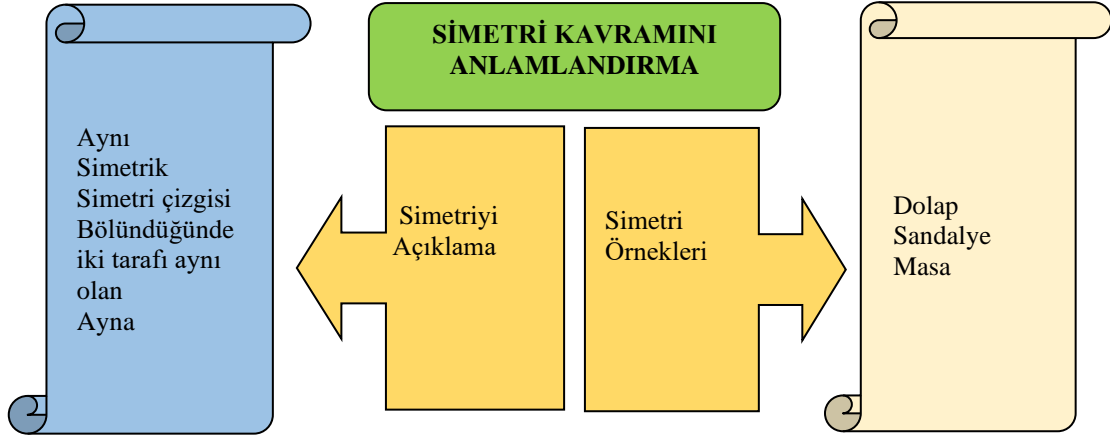 SİMETRİ KAVRAMINI
ANLAMLANDIRMA
Aynı
Simetrik
Simetri çizgisi
Bölündüğünde
iki tarafı aynı
olan
Ayna
Simetriyi
Açıklama
Simetri
Örnekleri
Dolap
Sandalye
Masa